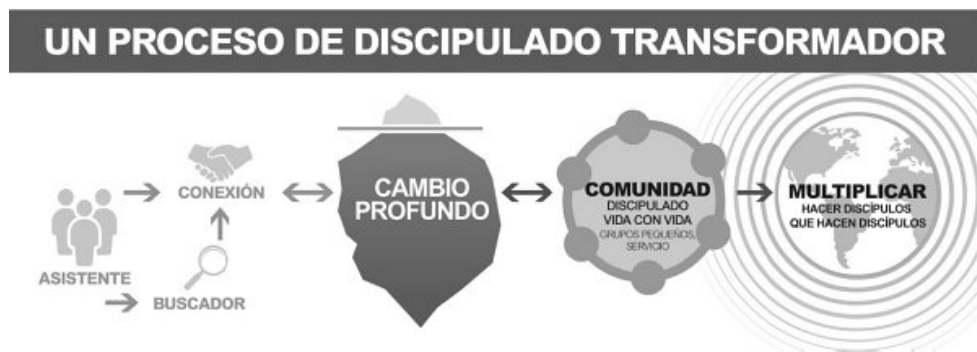 UN PROCESO DE DISCIPULADO TRANSFORMADOR
ASISTENTE
CONEXIÓN
BUSCADOR
CAMBIO
PROFUNDO
COMUNIDAD
DISCIPULADO
VIDA CON VIDA
GRUPOS PEQUEÑOS,
SERVICIO
MULTIPLICAR
HACER DISCÍPULOS
QUE HACEN DISCÍPULOS